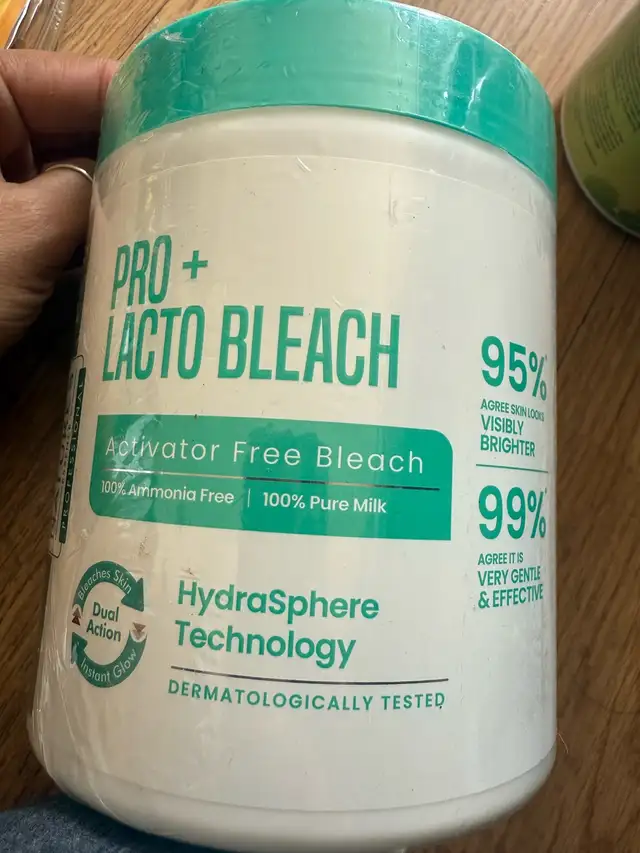 PRO +
LACTO BLEACH
Activator Free Bleach
100% Ammonia Free | 100% Pure Milk
Bleaches Skin
Dual
Action
Instant Glow
HydraSphere
Technology
DERMATOLOGICALLY TESTED
95%*
AGREE SKIN LOOKS
VISIBLY
BRIGHTER
99%*
AGREE IT IS
VERY GENTLE
& EFFECTIVE
PROFESSIONAL